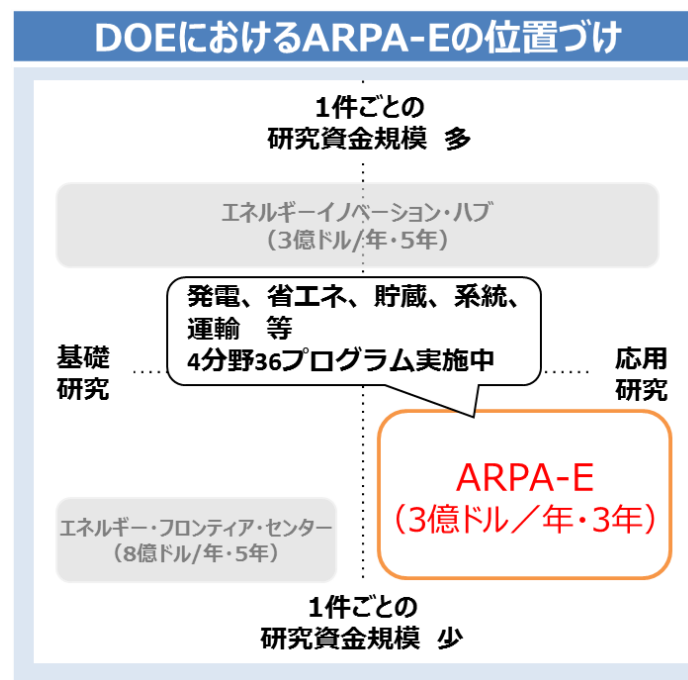 DOEにおけるARPA-Eの位置づけ
1件ごとの
研究資金規模 多
エネルギーイノベーション・ハブ
（3億ドル/年・5年）
発電、省エネ、貯蔵、系統、
運輸　等
4分野36プログラム実施中
基礎
研究
応用
研究
ARPA-E
（3億ドル／年・3年）
エネルギー・フロンティア・センター
（8億ドル/年・5年）
1件ごとの
研究資金規模 少